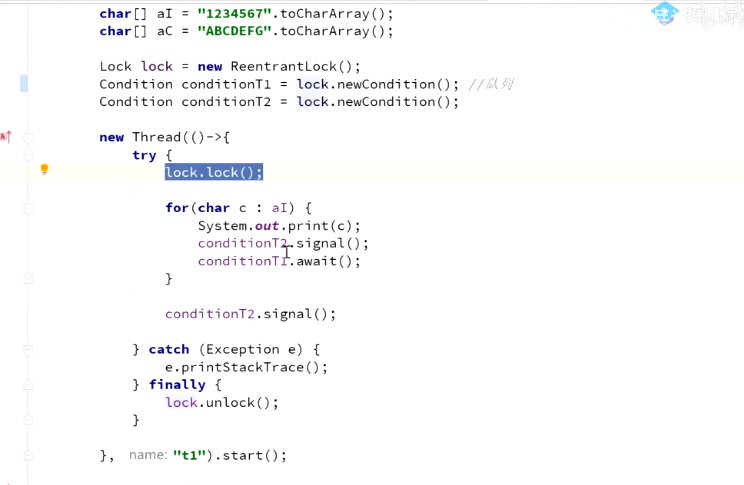 char[] aI = "1234567".toCharArray();
char[] aC = "ABCDEFG".toCharArray();
Lock lock = new ReentrantLock();
Condition conditionT1 = lock.newCondition(); //队列
Condition conditionT2 = lock.newCondition();
new Thread(()->{
try {
lock.lock();
for(char c : aI) {
System.out.print(c);
conditionT2.signal();
conditionT1.await();
}
conditionT2.signal();
} catch (Exception e) {
e.printStackTrace();
} finally {
lock.unlock();
}
}, name: "t1").start();